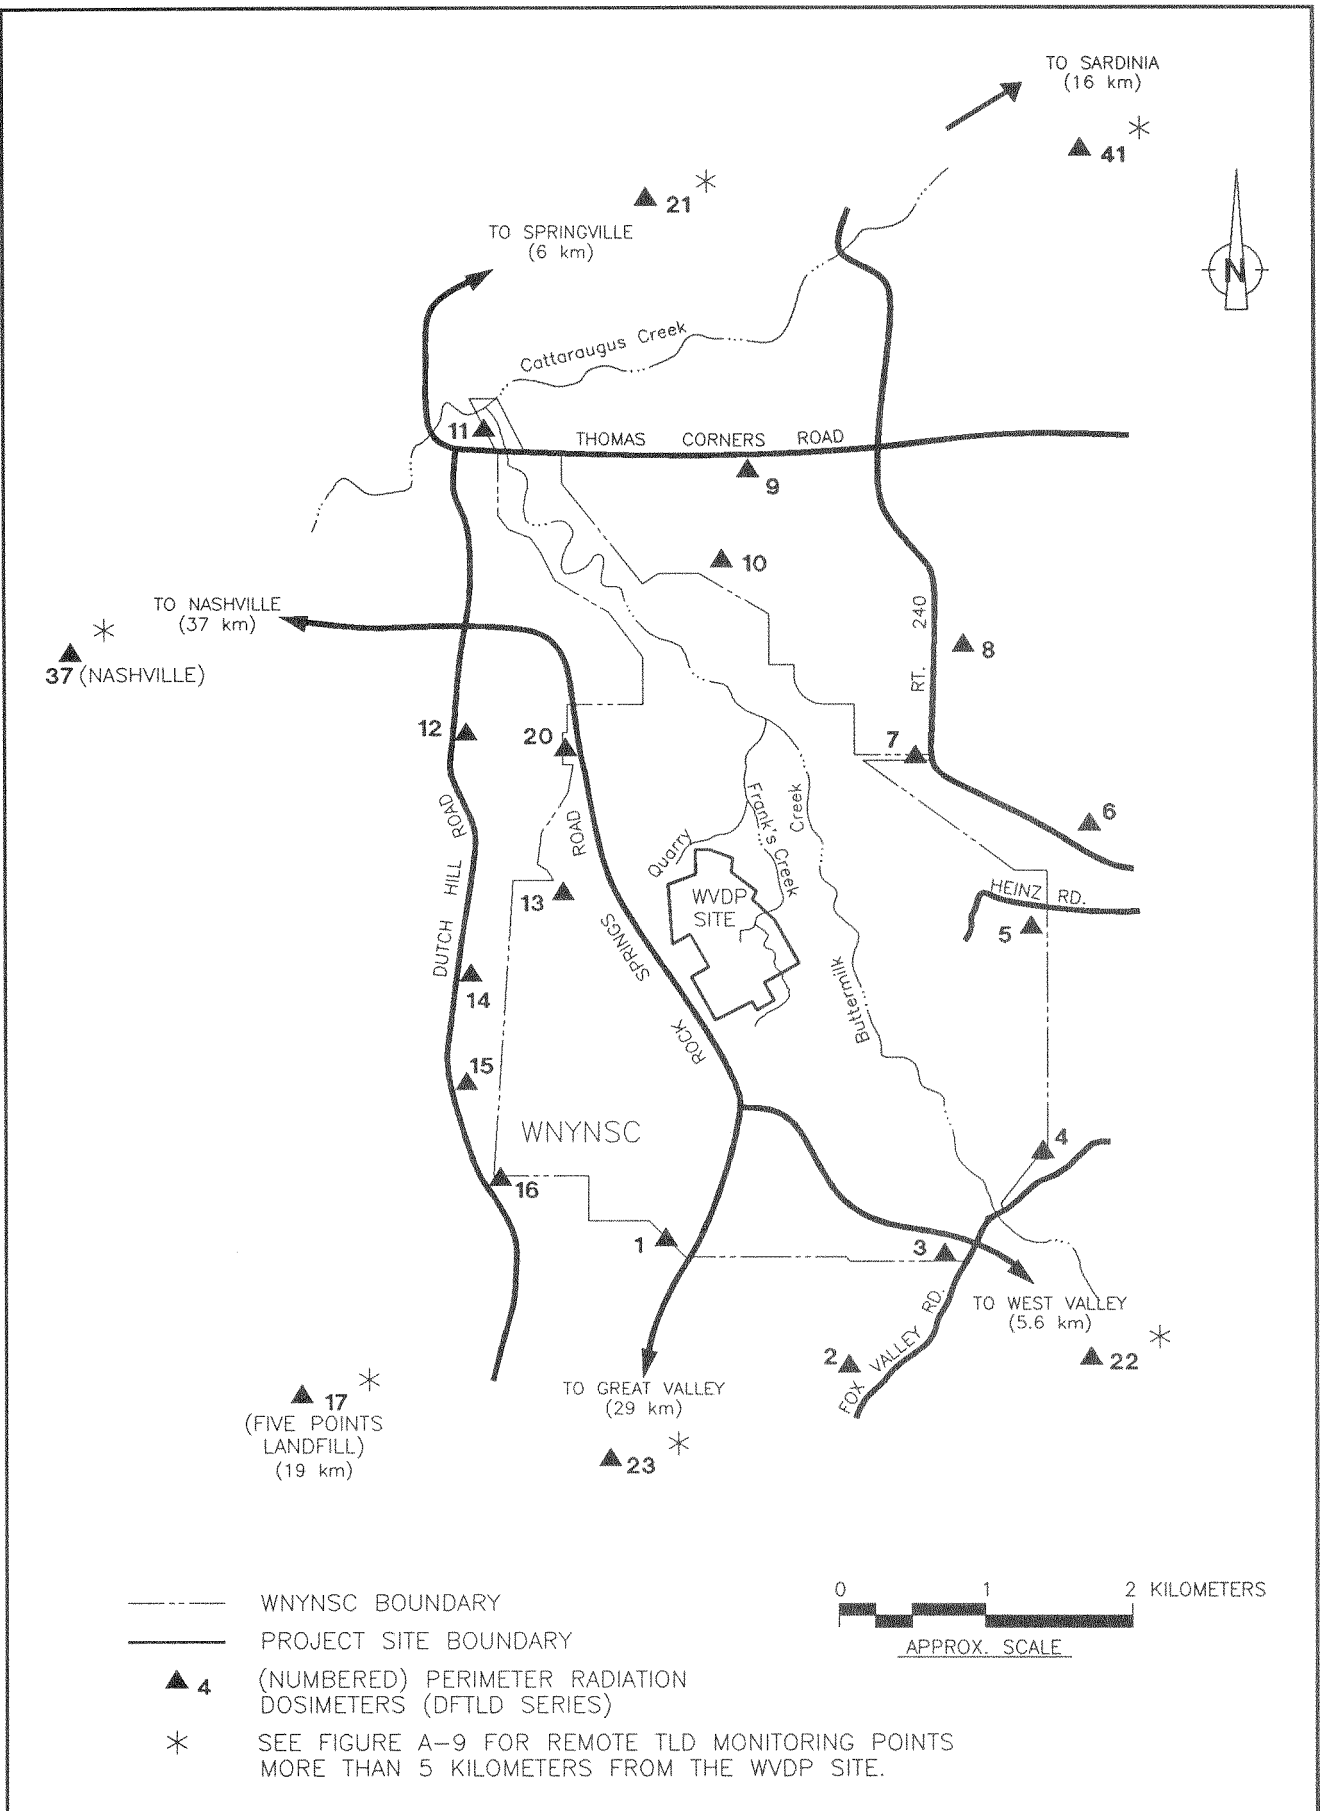 TO SARDINIA
(16 km)
41
21
TO SPRINGVILLE
(6 km)
N
Cattaraugus Creek
11
THOMAS CORNERS ROAD
9
10
TO NASHVILLE
(37 km)
37 (NASHVILLE)
RT. 240
8
12
20
7
6
DUTCH HILL ROAD
ROCK SPRINGS ROAD
Quarry
Frank's Creek
Buttermilk Creek
WVDP
SITE
HEINZ RD.
13
5
14
15
WNYNSC
4
16
1
3
TO WEST VALLEY
(5.6 km)
2
FOX VALLEY RD.
22
TO GREAT VALLEY
(29 km)
17
(FIVE POINTS
LANDFILL)
(19 km)
23
0 1 2 KILOMETERS
APPROX. SCALE
WNYNSC BOUNDARY
PROJECT SITE BOUNDARY
4 (NUMBERED) PERIMETER RADIATION
DOSIMETERS (DFTLD SERIES)
SEE FIGURE A-9 FOR REMOTE TLD MONITORING POINTS
MORE THAN 5 KILOMETERS FROM THE WVDP SITE.